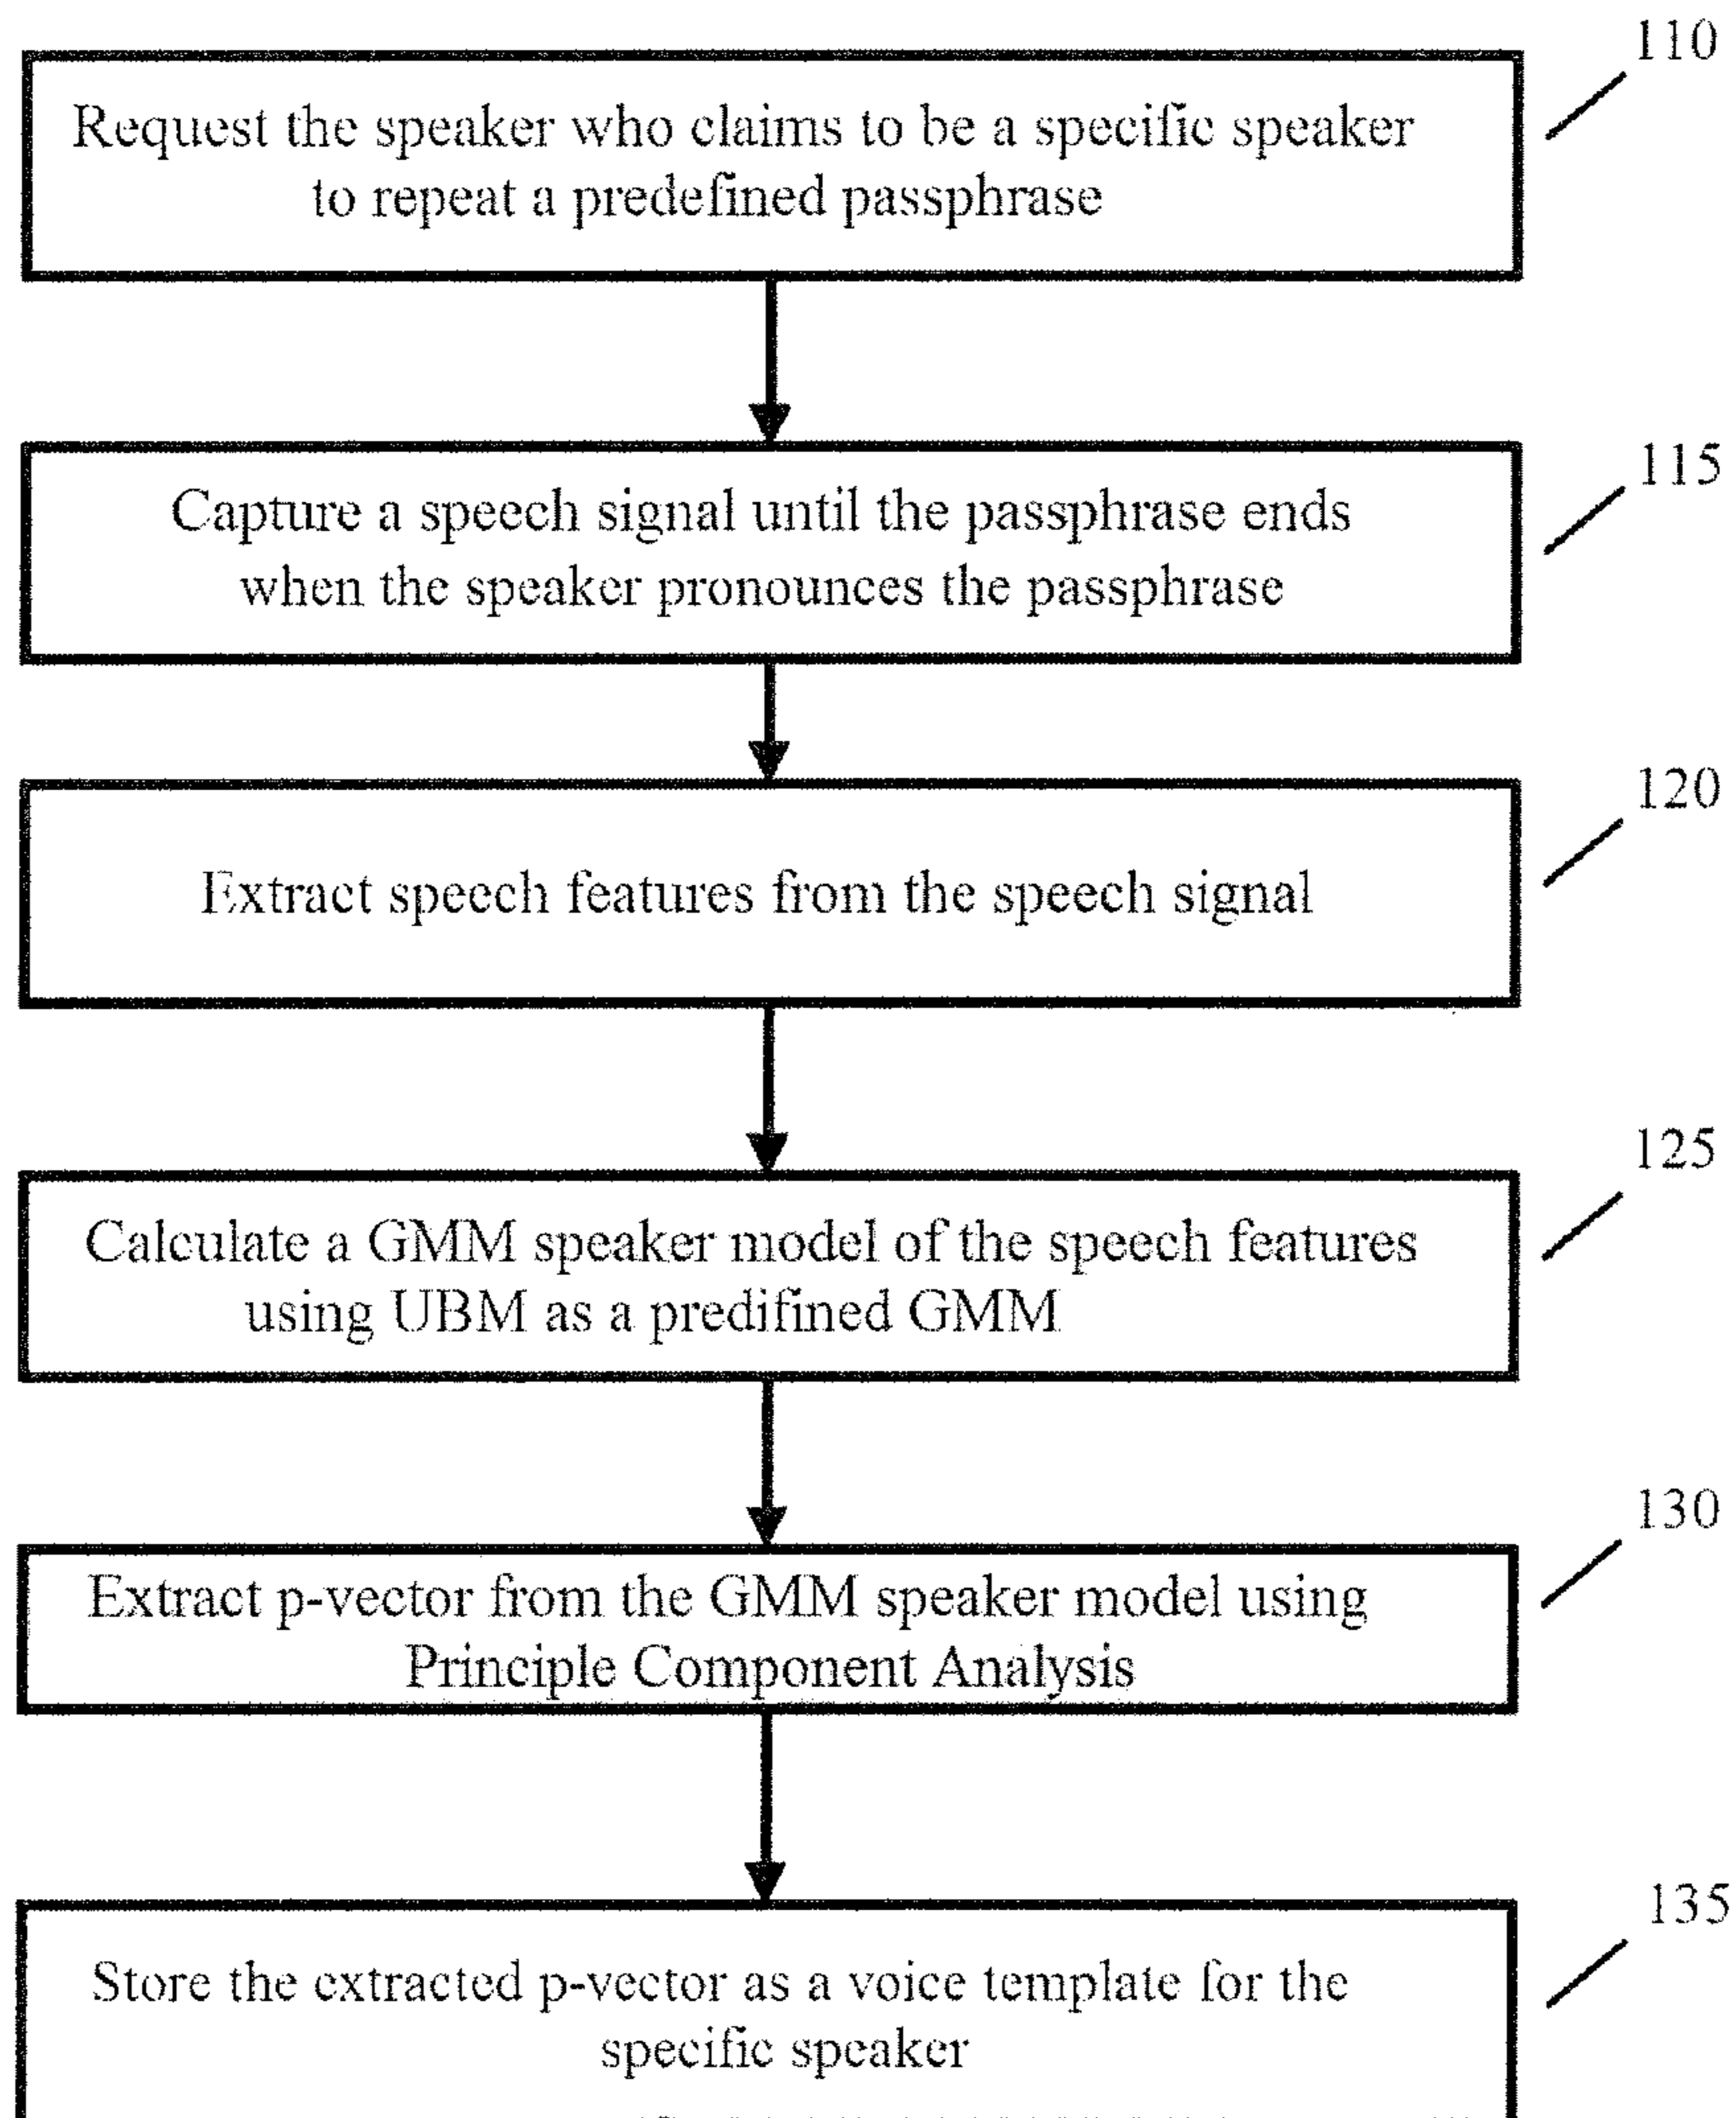 110
Request the speaker who claims to be a specific speaker
to repeat a predefined passphrase
115
Capture a speech signal until the passphrase ends
when the speaker pronounces the passphrase
120
Extract speech features from the speech signal
125
Calculate a GMM speaker model of the speech features
using UBM as a predifined GMM
130
Extract p-vector from the GMM speaker model using
Principle Component Analysis
135
Store the extracted p-vector as a voice template for the
specific speaker